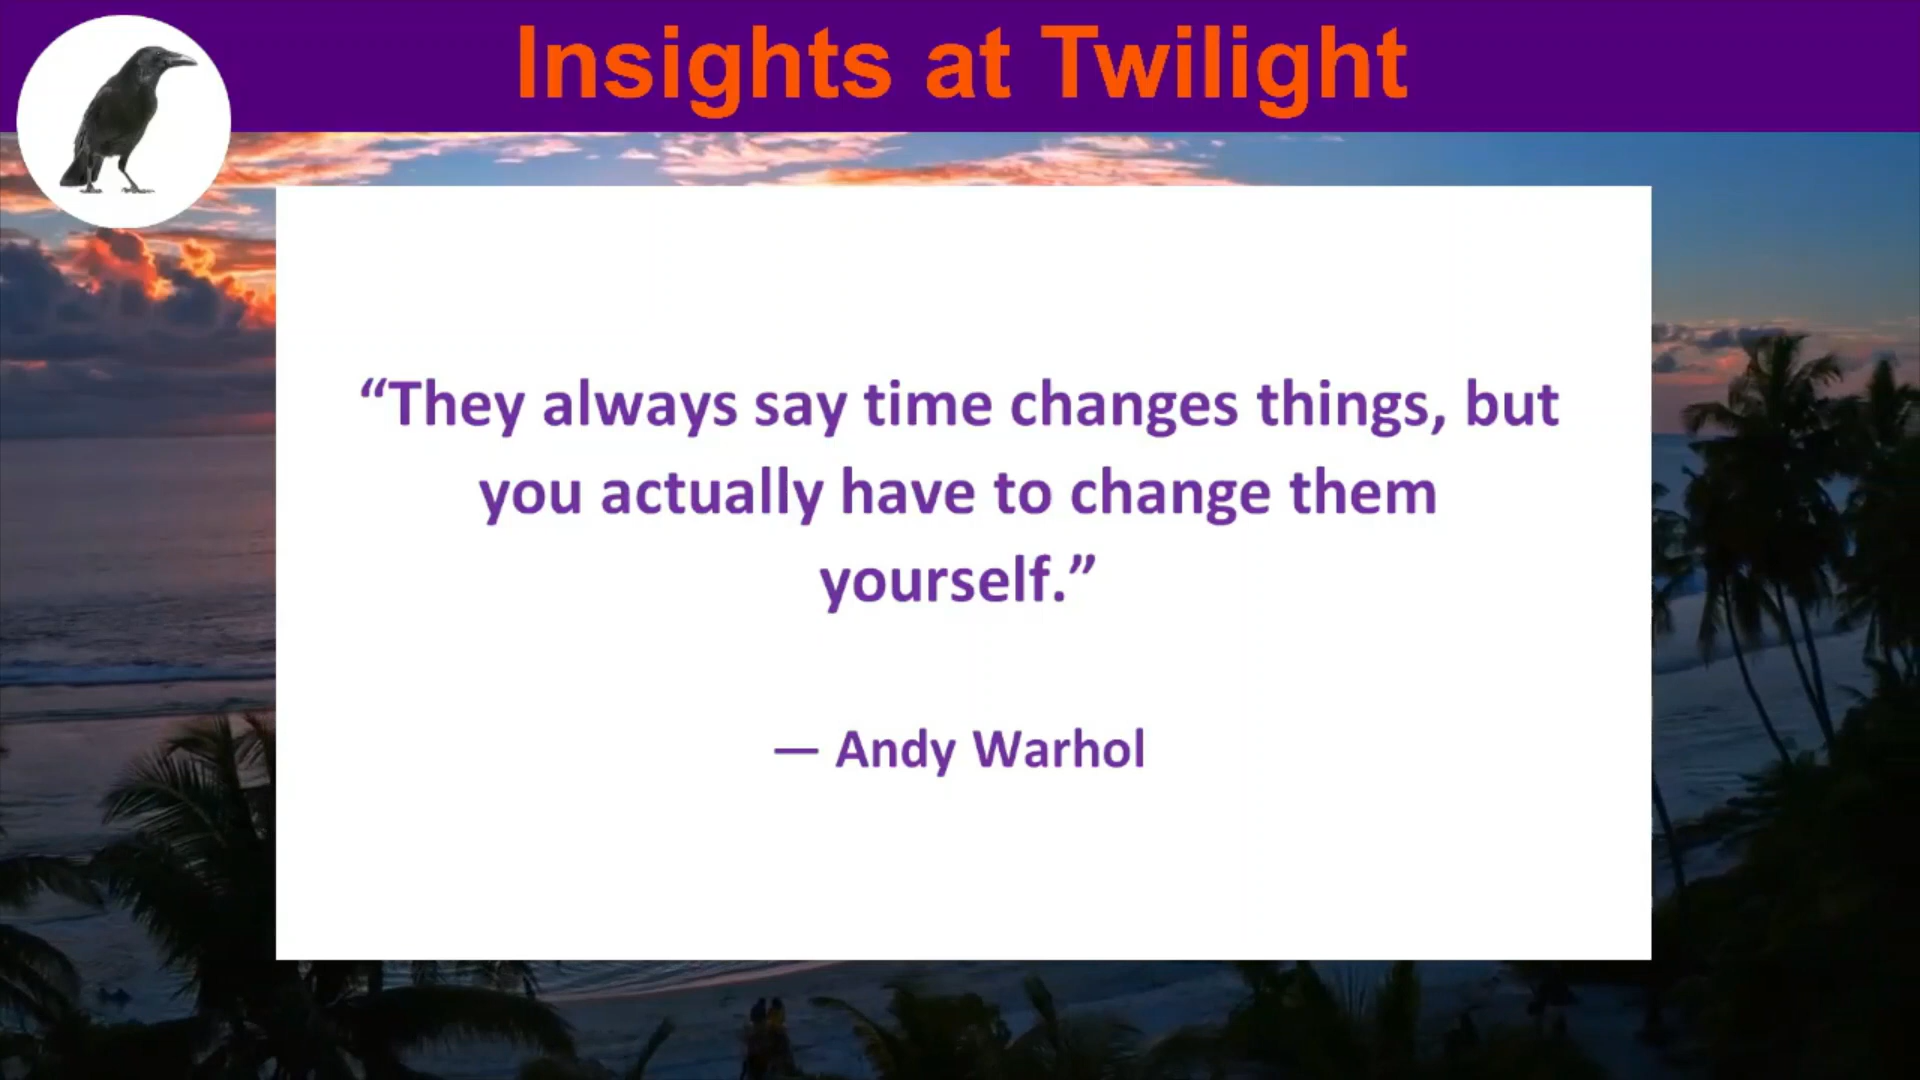 Insights at Twilight
“They always say time changes things, but
you actually have to change them
yourself.”
— Andy Warhol